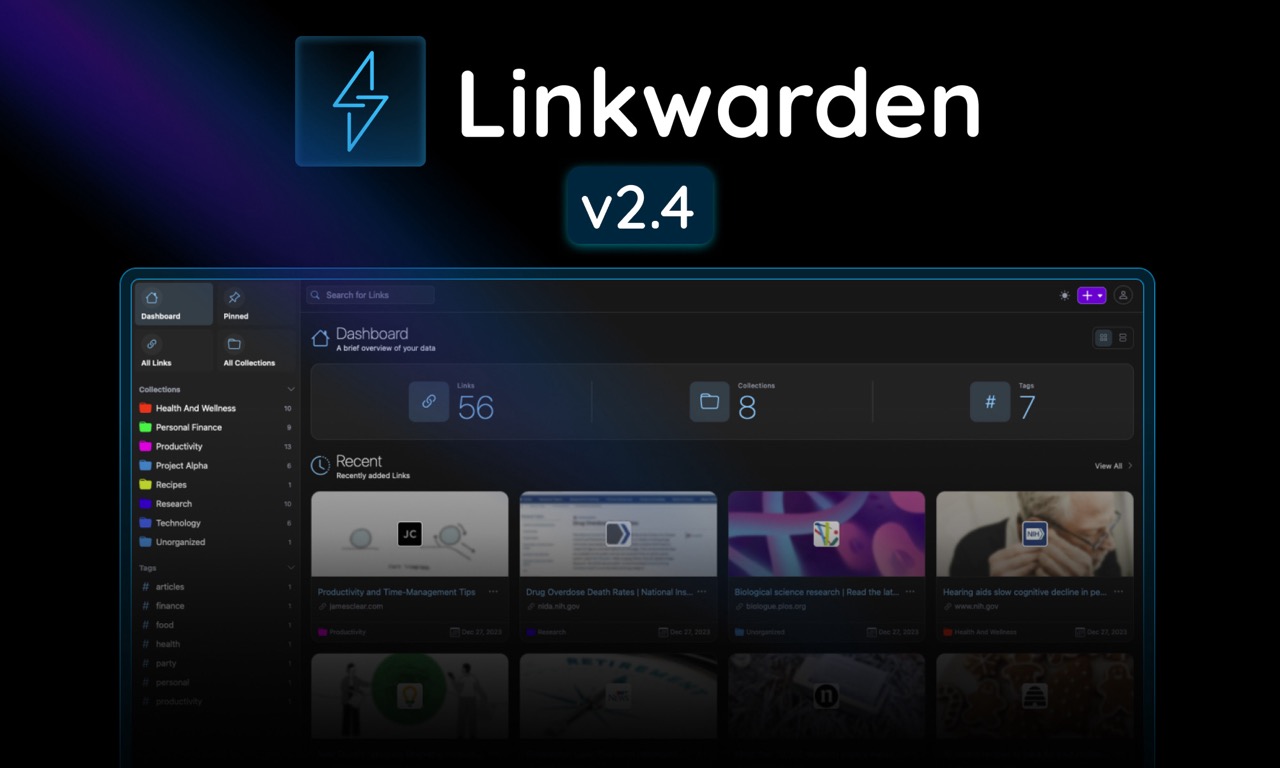 Linkwarden
v2.4
Dashboard
Pinned
All Links
All Collections
Collections
Health And Wellness 10
Personal Finance 9
Productivity 13
Project Alpha 6
Recipes 1
Research 10
Technology 6
Unorganized 1
Tags
# articles 1
# finance 1
# food 1
# health 1
# party 1
# personal 1
# productivity
Search for Links
Dashboard
A brief overview of your data
Links
56
Collections
8
# Tags
7
Recent
Recently added Links
View All
JC
NIH
Productivity and Time-Management Tips
Drug Overdose Death Rates | National Ins...
Biological science research | Read the lat...
Hearing aids slow cognitive decline in pe...
jamesclear.com
nida.nih.gov
biologue.plos.org
www.nih.gov
Productivity Dec 27, 2023
Research Dec 27, 2023
Unorganized Dec 27, 2023
Health And Wellness Dec 27, 2023
RETIREMENT
n